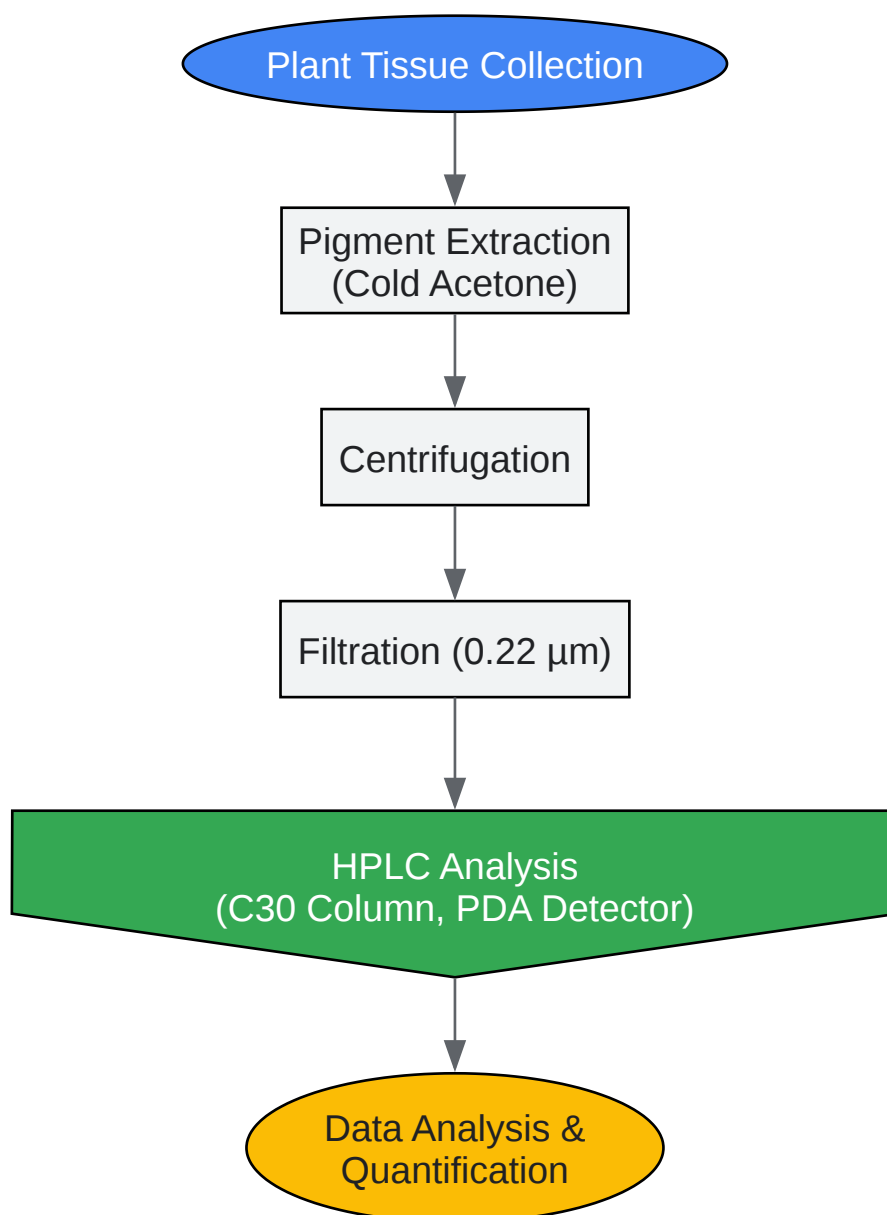 Plant Tissue Collection
Pigment Extraction
(Cold Acetone)
Centrifugation
Filtration (0.22 µm)
HPLC Analysis
(C30 Column, PDA Detector)
Data Analysis &
Quantification